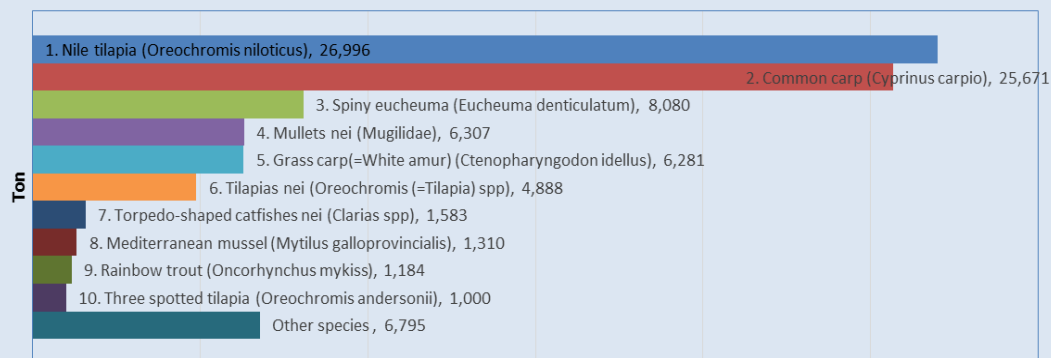 1. Nile tilapia (Oreochromis niloticus), 26,996
2. Common carp (Cyprinus carpio), 25,671
3. Spiny eucheuma (Eucheuma denticulatum), 8,080
4. Mullets nei (Mugilidae), 6,307
5. Grass carp(=White amur) (Ctenopharyngodon idellus), 6,281
6. Tilapias nei (Oreochromis (=Tilapia) spp), 4,888
Ton
7. Torpedo-shaped catfishes nei (Clarias spp), 1,583
8. Mediterranean mussel (Mytilus galloprovincialis), 1,310
9. Rainbow trout (Oncorhynchus mykiss), 1,184
10. Three spotted tilapia (Oreochromis andersonii), 1,000
Other species , 6,795